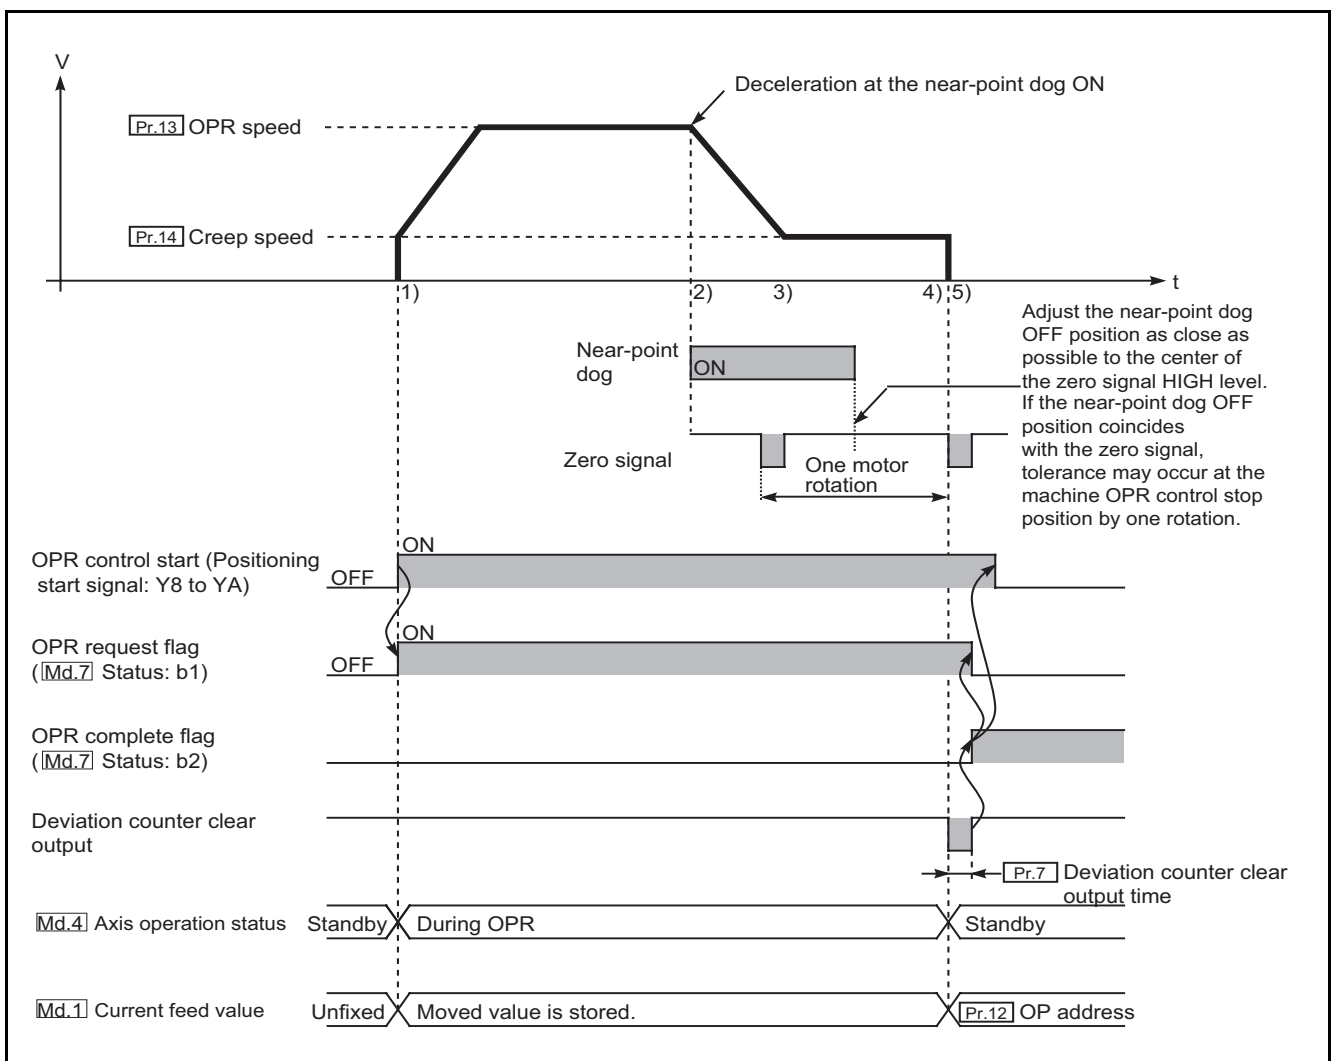 V
Deceleration at the near-point dog ON
Pr.13 OPR speed
Pr.14 Creep speed
t
1)
2)
3)
4) 5)
Adjust the near-point dog
OFF position as close as
possible to the center of
the zero signal HIGH level.
If the near-point dog OFF
position coincides
with the zero signal,
tolerance may occur at the
machine OPR control stop
position by one rotation.
Near-point
dog
ON
Zero signal
One motor
rotation
OPR control start (Positioning
start signal: Y8 to YA)
OFF
ON
OPR request flag
( Md.7 Status: b1)
OFF
ON
OPR complete flag
( Md.7 Status: b2)
Deviation counter clear
output
Pr.7 Deviation counter clear
output time
Md.4 Axis operation status
Standby
During OPR
Standby
Md.1 Current feed value
Unfixed
Moved value is stored.
Pr.12 OP address